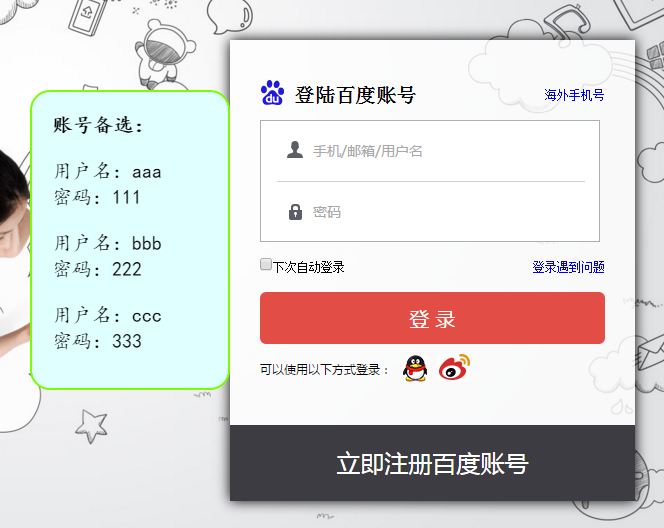 账号备选：
用户名：aaa
密码：111
用户名：bbb
密码：222
用户名：ccc
密码：333
du 登陆百度账号 海外手机号
手机/邮箱/用户名
密码
下次自动登录 登录遇到问题
登 录
可以使用以下方式登录：
立即注册百度账号